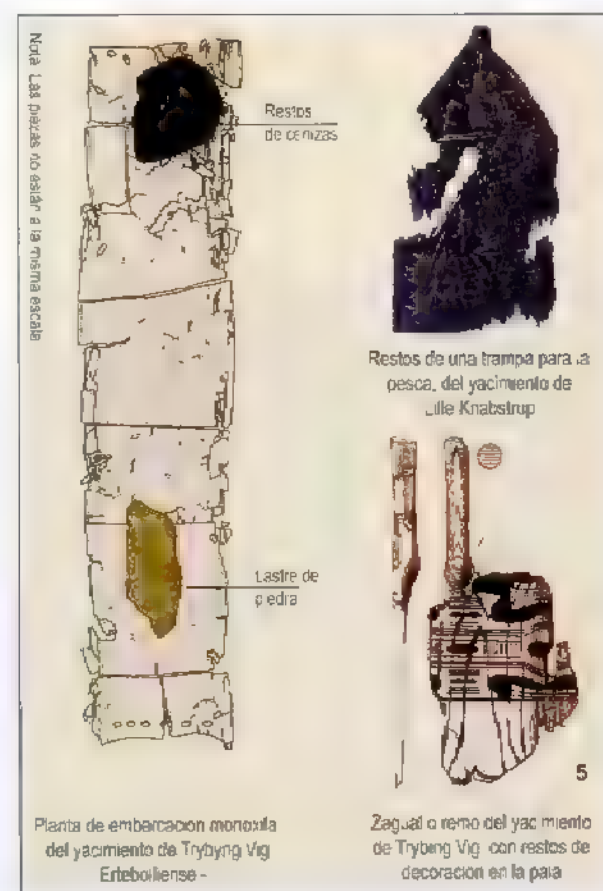 Nota Las piezas no están a la misma escala
Restos
de cenizas
Lastre de
piedra
Planta de embarcación monoxila
del yacimiento de Trybyng Vig
Ertebolliense -
Restos de una trampa para la
pesca, del yacimiento de
Lille Knabstrup
5
Zagual o remo del yacimiento
de Trybing Vig con restos de
decoración en la pala